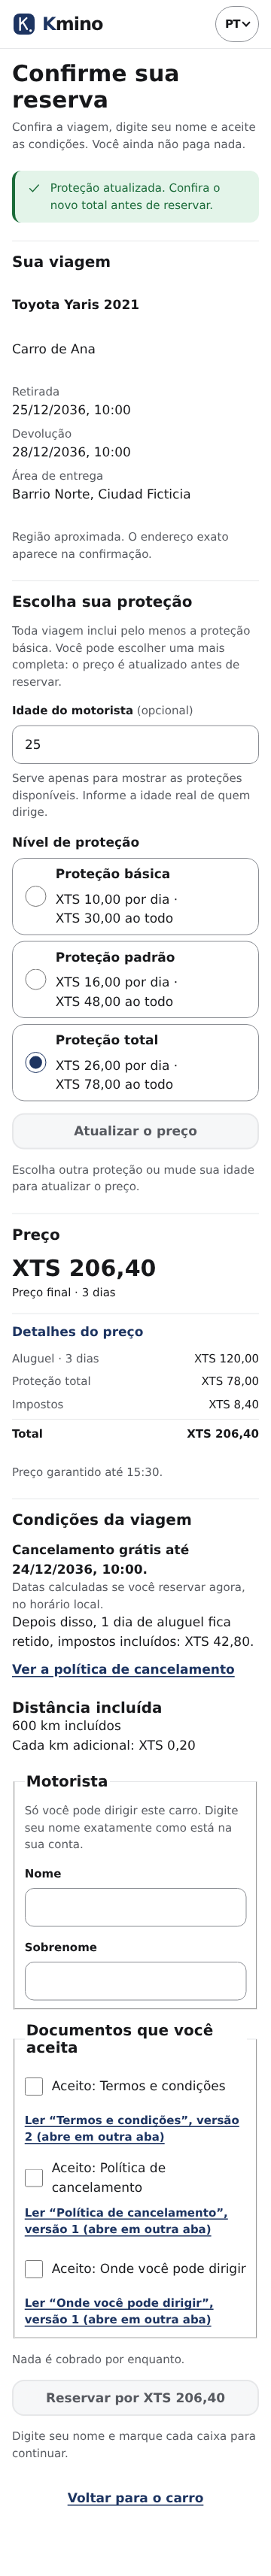 Kmino
PT
Confirme sua
reserva
Confira a viagem, digite seu nome e aceite
as condições. Você ainda não paga nada.
Proteção atualizada. Confira o
novo total antes de reservar.
Sua viagem
Toyota Yaris 2021
Carro de Ana
Retirada
25/12/2036, 10:00
Devolução
28/12/2036, 10:00
Área de entrega
Barrio Norte, Ciudad Ficticia
Região aproximada. O endereço exato
aparece na confirmação.
Escolha sua proteção
Toda viagem inclui pelo menos a proteção
básica. Você pode escolher uma mais
completa: o preço é atualizado antes de
reservar.
Idade do motorista (opcional)
25
Serve apenas para mostrar as proteções
disponíveis. Informe a idade real de quem
dirige.
Nível de proteção
Proteção básica
XTS 10,00 por dia ·
XTS 30,00 ao todo
Proteção padrão
XTS 16,00 por dia ·
XTS 48,00 ao todo
Proteção total
XTS 26,00 por dia ·
XTS 78,00 ao todo
Atualizar o preço
Escolha outra proteção ou mude sua idade
para atualizar o preço.
Preço
XTS 206,40
Preço final · 3 dias
Detalhes do preço
Aluguel · 3 dias XTS 120,00
Proteção total XTS 78,00
Impostos XTS 8,40
Total XTS 206,40
Preço garantido até 15:30.
Condições da viagem
Cancelamento grátis até
24/12/2036, 10:00.
Datas calculadas se você reservar agora,
no horário local.
Depois disso, 1 dia de aluguel fica
retido, impostos incluídos: XTS 42,80.
Ver a política de cancelamento
Distância incluída
600 km incluídos
Cada km adicional: XTS 0,20
Motorista
Só você pode dirigir este carro. Digite
seu nome exatamente como está na
sua conta.
Nome
Sobrenome
Documentos que você
aceita
Aceito: Termos e condições
Ler “Termos e condições”, versão
2 (abre em outra aba)
Aceito: Política de
cancelamento
Ler “Política de cancelamento”,
versão 1 (abre em outra aba)
Aceito: Onde você pode dirigir
Ler “Onde você pode dirigir”,
versão 1 (abre em outra aba)
Nada é cobrado por enquanto.
Reservar por XTS 206,40
Digite seu nome e marque cada caixa para
continuar.
Voltar para o carro